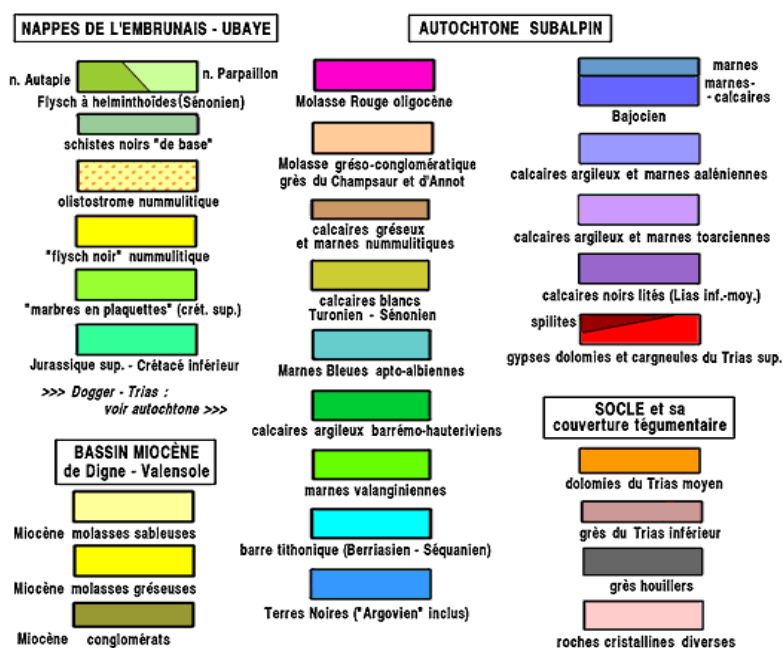 NAPPES DE L'EMBRUNAIS - UBAYE
n. Autapie
n. Parpaillon
Flysch à helminthoïdes (Sénonien)
schistes noirs "de base"
olistostrome nummulitique
"flysch noir" nummulitique
"marbres en plaquettes" (crét. sup.)
Jurassique sup. - Crétacé inférieur
>>> Dogger - Trias :
voir autochtone >>>
BASSIN MIOCÈNE
de Digne - Valensole
Miocène molasses sableuses
Miocène molasses gréseuses
Miocène conglomérats
AUTOCHTONE SUBALPIN
Molasse Rouge oligocène
Molasse gréso-conglomératique
grès du Champsaur et d'Annot
calcaires gréseux
et marnes nummulitiques
calcaires blancs
Turonien - Sénonien
Marnes Bleues apto-albiennes
calcaires argileux barrémo-hauteriviens
marnes valanginiennes
barre tithonique (Berriasien - Séquanien)
Terres Noires ("Argovien" inclus)
marnes
marnes-
-calcaires
Bajocien
calcaires argileux et marnes aaléniennes
calcaires argileux et marnes toarciennes
calcaires noirs lités (Lias inf.-moy.)
spilites
gypses dolomies et cargneules du Trias sup.
SOCLE et sa
couverture tégumentaire
dolomies du Trias moyen
grès du Trias inférieur
grès houillers
roches cristallines diverses